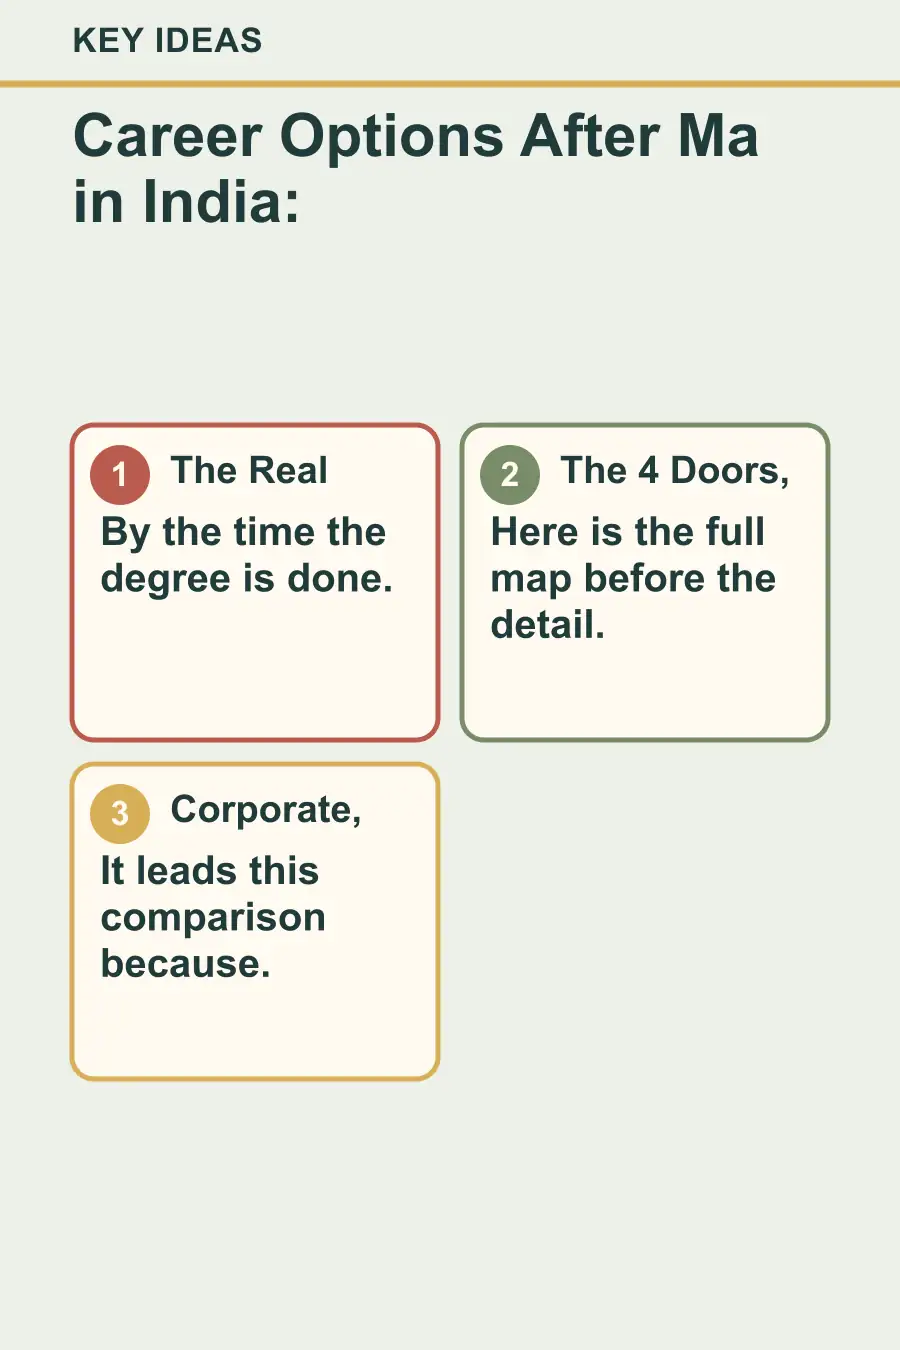 KEY IDEAS
Career Options After Ma
in India:
1 The Real
By the time the
degree is done.
2 The 4 Doors,
Here is the full
map before the
detail.
3 Corporate,
It leads this
comparison
because.